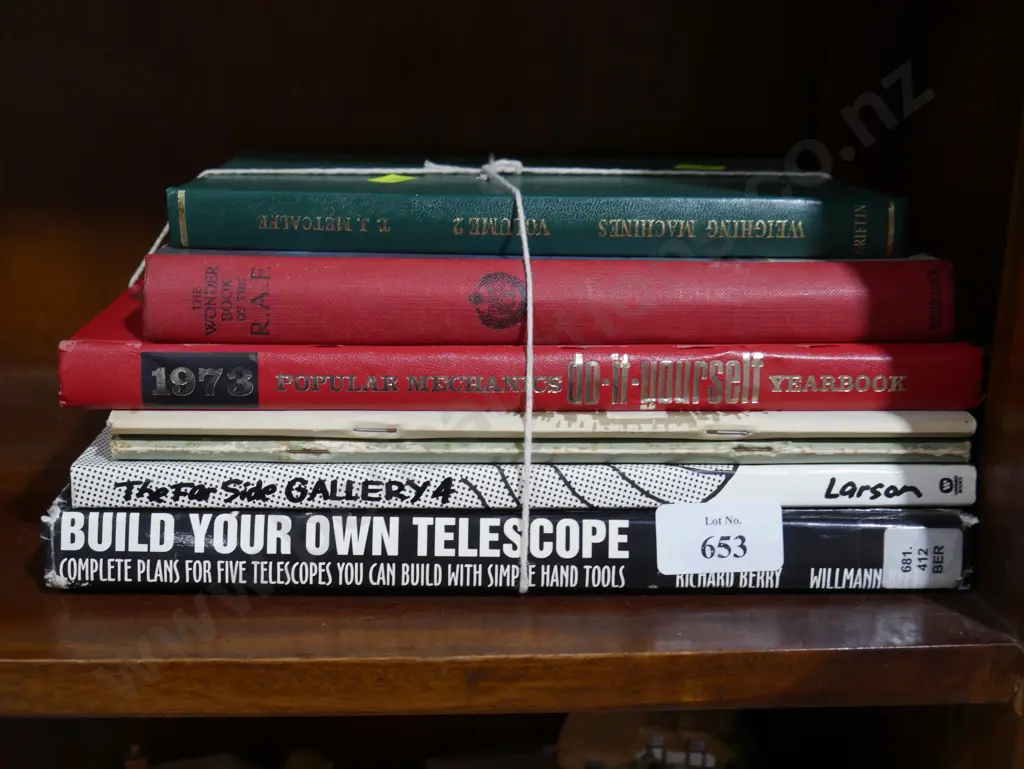 T. J. METCALFE VOLUME 2 WEIGHING MACHINES
THE
WONDER
BOOK
OF THE
R.A.F.
1973 POPULAR MECHANICS do-it-yourself YEARBOOK
The Far Side GALLERY 4 Larson
BUILD YOUR OWN TELESCOPE
COMPLETE PLANS FOR FIVE TELESCOPES YOU CAN BUILD WITH SIMPLE HAND TOOLS
RICHARD BERRY WILLMANN
Lot No.
653
681.
412
BER